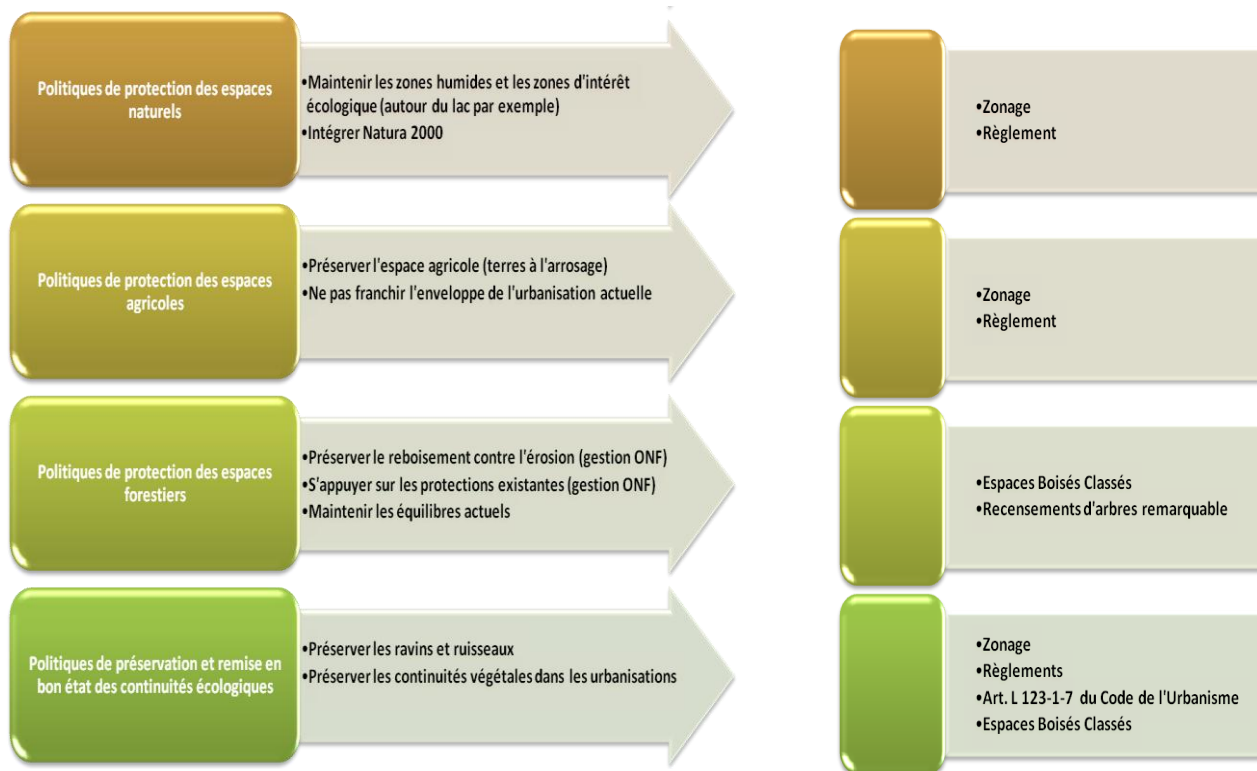 Politiques de protection des espaces
naturels
•Maintenir les zones humides et les zones d'intérêt
écologique (autour du lac par exemple)
•Intégrer Natura 2000
•Zonage
•Règlement
Politiques de protection des espaces
agricoles
•Préserver l'espace agricole (terres à l'arrosage)
•Ne pas franchir l'enveloppe de l'urbanisation actuelle
•Zonage
•Règlement
Politiques de protection des espaces
forestiers
•Préserver le reboisement contre l'érosion (gestion ONF)
•S'appuyer sur les protections existantes (gestion ONF)
•Maintenir les équilibres actuels
•Espaces Boisés Classés
•Recensements d'arbres remarquable
Politiques de préservation et remise en
bon état des continuités écologiques
•Préserver les ravins et ruisseaux
•Préserver les continuités végétales dans les urbanisations
•Zonage
•Règlements
•Art. L 123-1-7 du Code de l'Urbanisme
•Espaces Boisés Classés